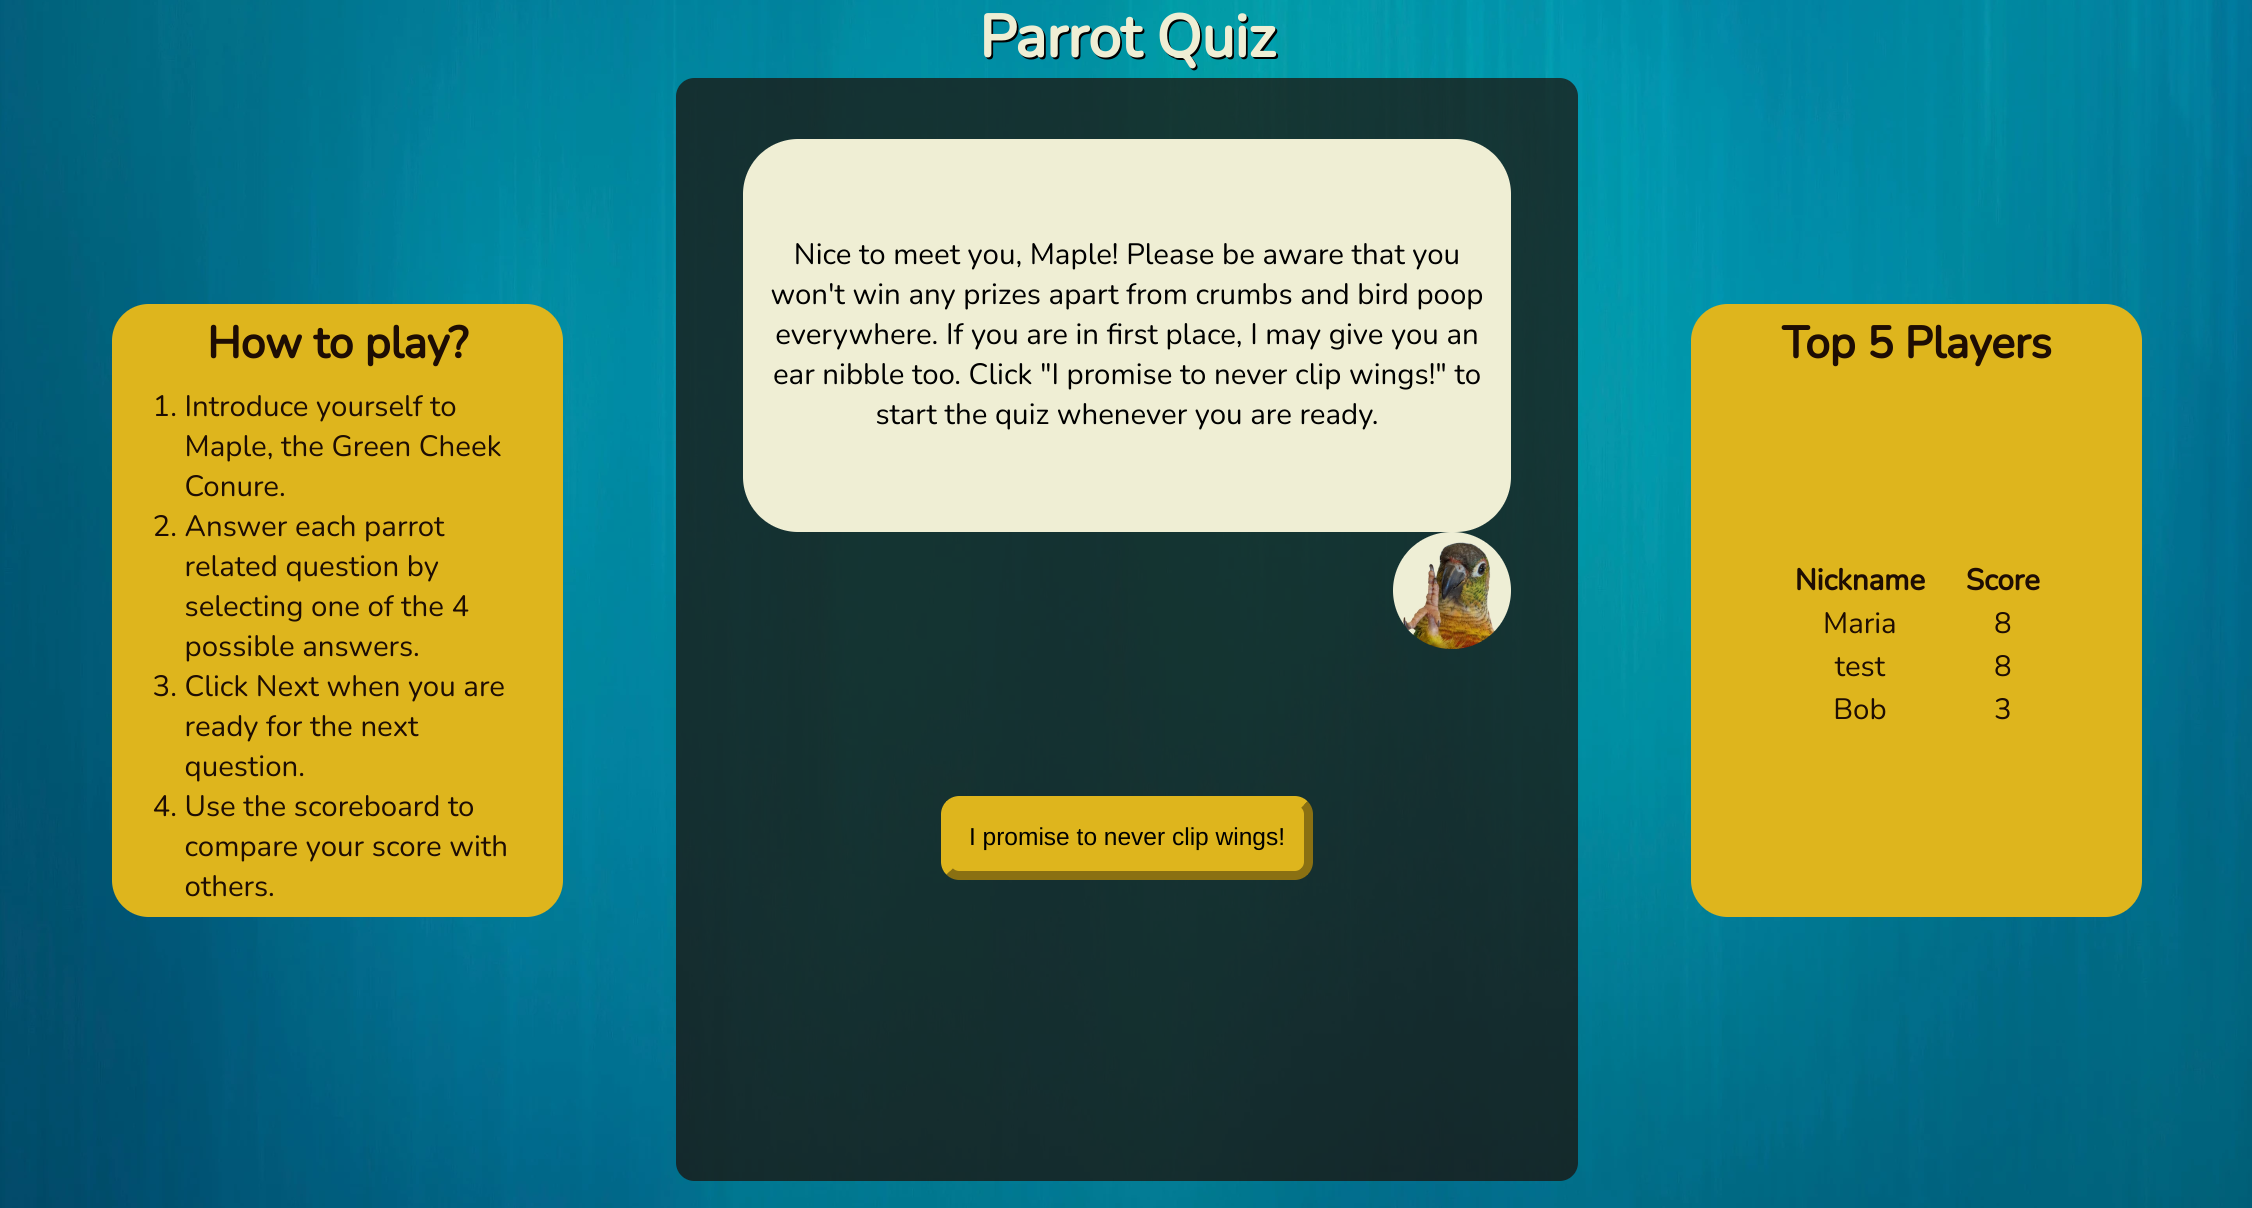 Parrot Quiz
How to play?
1. Introduce yourself to
Maple, the Green Cheek
Conure.
2. Answer each parrot
related question by
selecting one of the 4
possible answers.
3. Click Next when you are
ready for the next
question.
4. Use the scoreboard to
compare your score with
others.
Nice to meet you, Maple! Please be aware that you
won't win any prizes apart from crumbs and bird poop
everywhere. If you are in first place, I may give you an
ear nibble too. Click "I promise to never clip wings!" to
start the quiz whenever you are ready.
I promise to never clip wings!
Top 5 Players
Nickname Score
Maria 8
test 8
Bob 3